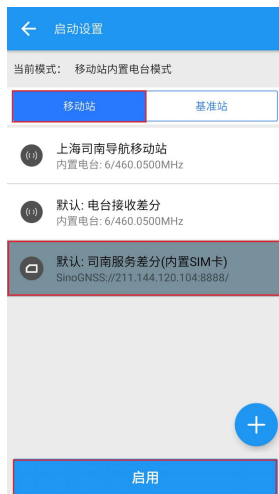 启动设置
当前模式： 移动站内置电台模式
移动站
基准站
上海司南导航移动站
内置电台: 6/460.0500MHz
默认: 电台接收差分
内置电台: 6/460.0500MHz
默认: 司南服务差分(内置SIM卡)
SinoGNSS://211.144.120.104:8888/
启用